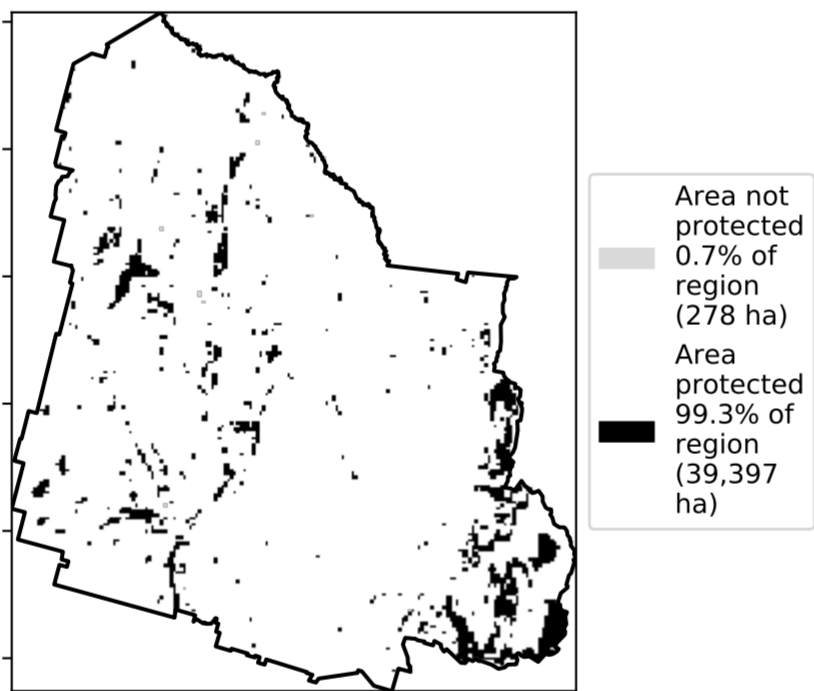 Area not
protected
0.7% of
region
(278 ha)
Area
protected
99.3% of
region
(39,397
ha)